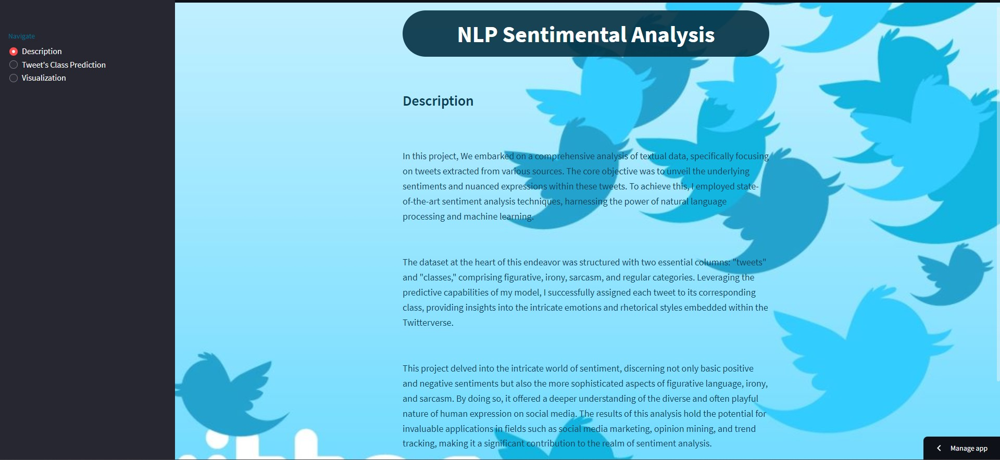 Navigate
Description
Tweet's Class Prediction
Visualization
NLP Sentimental Analysis
Description
In this project, We embarked on a comprehensive analysis of textual data, specifically focusing
on tweets extracted from various sources. The core objective was to unveil the underlying
sentiments and nuanced expressions within these tweets. To achieve this, I employed state-
of-the-art sentiment analysis techniques, harnessing the power of natural language
processing and machine learning.
The dataset at the heart of this endeavor was structured with two essential columns: "tweets"
and "classes," comprising figurative, irony, sarcasm, and regular categories. Leveraging the
predictive capabilities of my model, I successfully assigned each tweet to its corresponding
class, providing insights into the intricate emotions and rhetorical styles embedded within the
Twitterverse.
This project delved into the intricate world of sentiment, discerning not only basic positive
and negative sentiments but also the more sophisticated aspects of figurative language, irony,
and sarcasm. By doing so, it offered a deeper understanding of the diverse and often playful
nature of human expression on social media. The results of this analysis hold the potential for
invaluable applications in fields such as social media marketing, opinion mining, and trend
tracking, making it a significant contribution to the realm of sentiment analysis.
Manage app